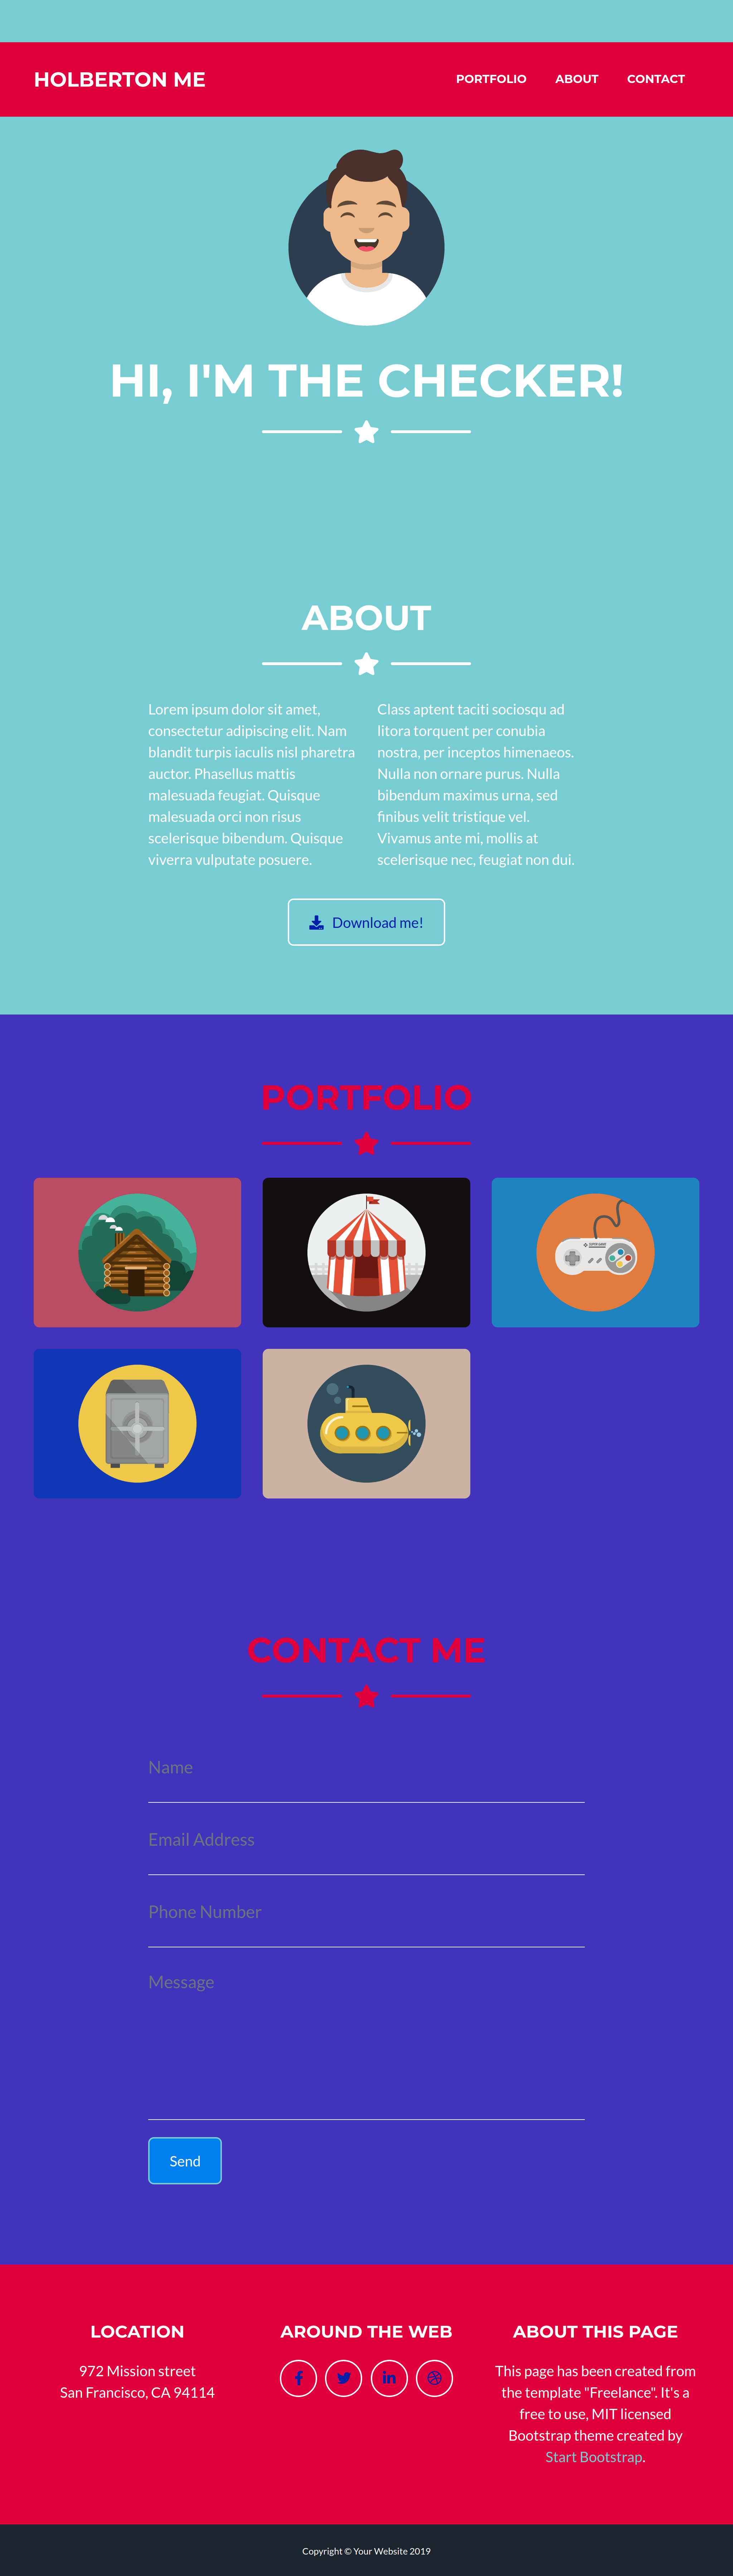 HOLBERTON ME
PORTFOLIO ABOUT CONTACT
HI, I'M THE CHECKER!
ABOUT
Lorem ipsum dolor sit amet,
consectetur adipiscing elit. Nam
blandit turpis iaculis nisl pharetra
auctor. Phasellus mattis
malesuada feugiat. Quisque
malesuada orci non risus
scelerisque bibendum. Quisque
viverra vulputate posuere.
Class aptent taciti sociosqu ad
litora torquent per conubia
nostra, per inceptos himenaeos.
Nulla non ornare purus. Nulla
bibendum maximus urna, sed
finibus velit tristique vel.
Vivamus ante mi, mollis at
scelerisque nec, feugiat non dui.
Download me!
PORTFOLIO
CONTACT ME
Name
Email Address
Phone Number
Message
Send
LOCATION
972 Mission street
San Francisco, CA 94114
AROUND THE WEB
ABOUT THIS PAGE
This page has been created from
the template "Freelance". It's a
free to use, MIT licensed
Bootstrap theme created by
Start Bootstrap.
Copyright © Your Website 2019